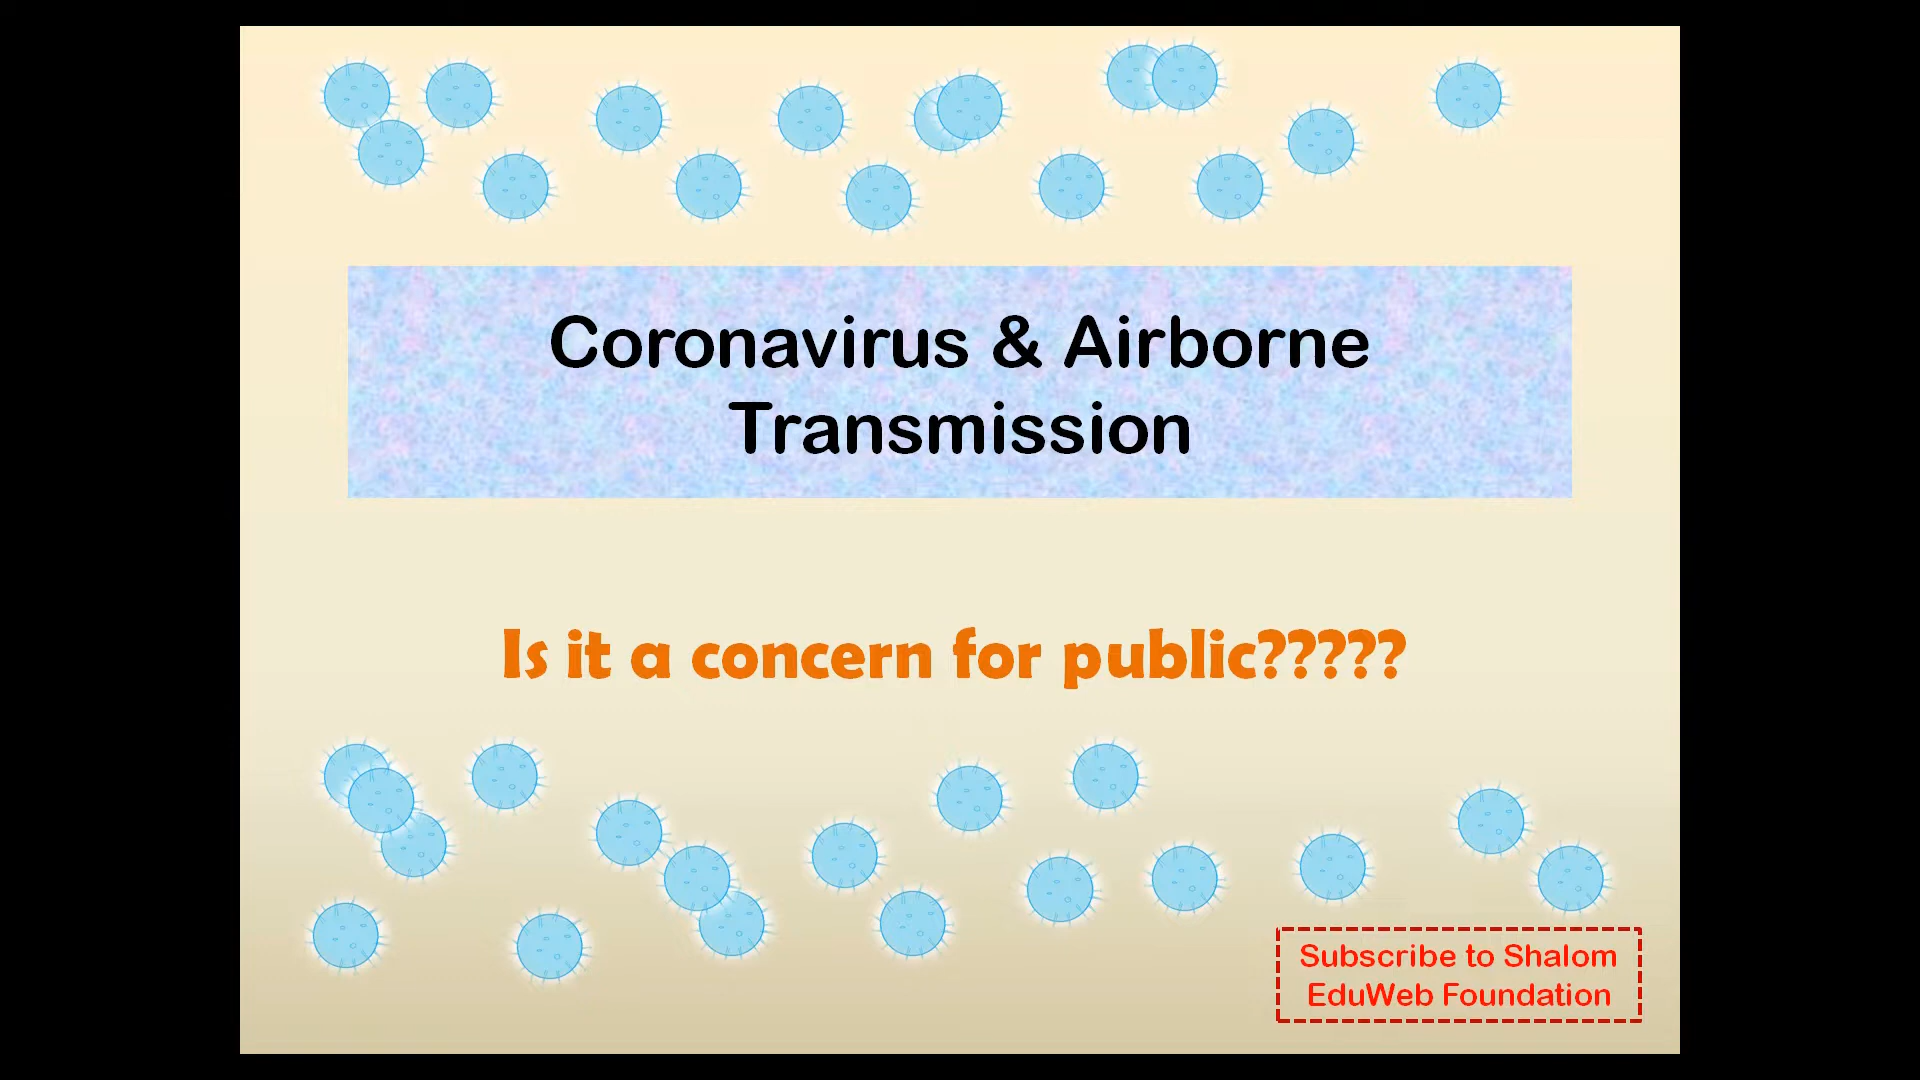 Coronavirus & Airborne
Transmission
Is it a concern for public?????
Subscribe to Shalom
EduWeb Foundation